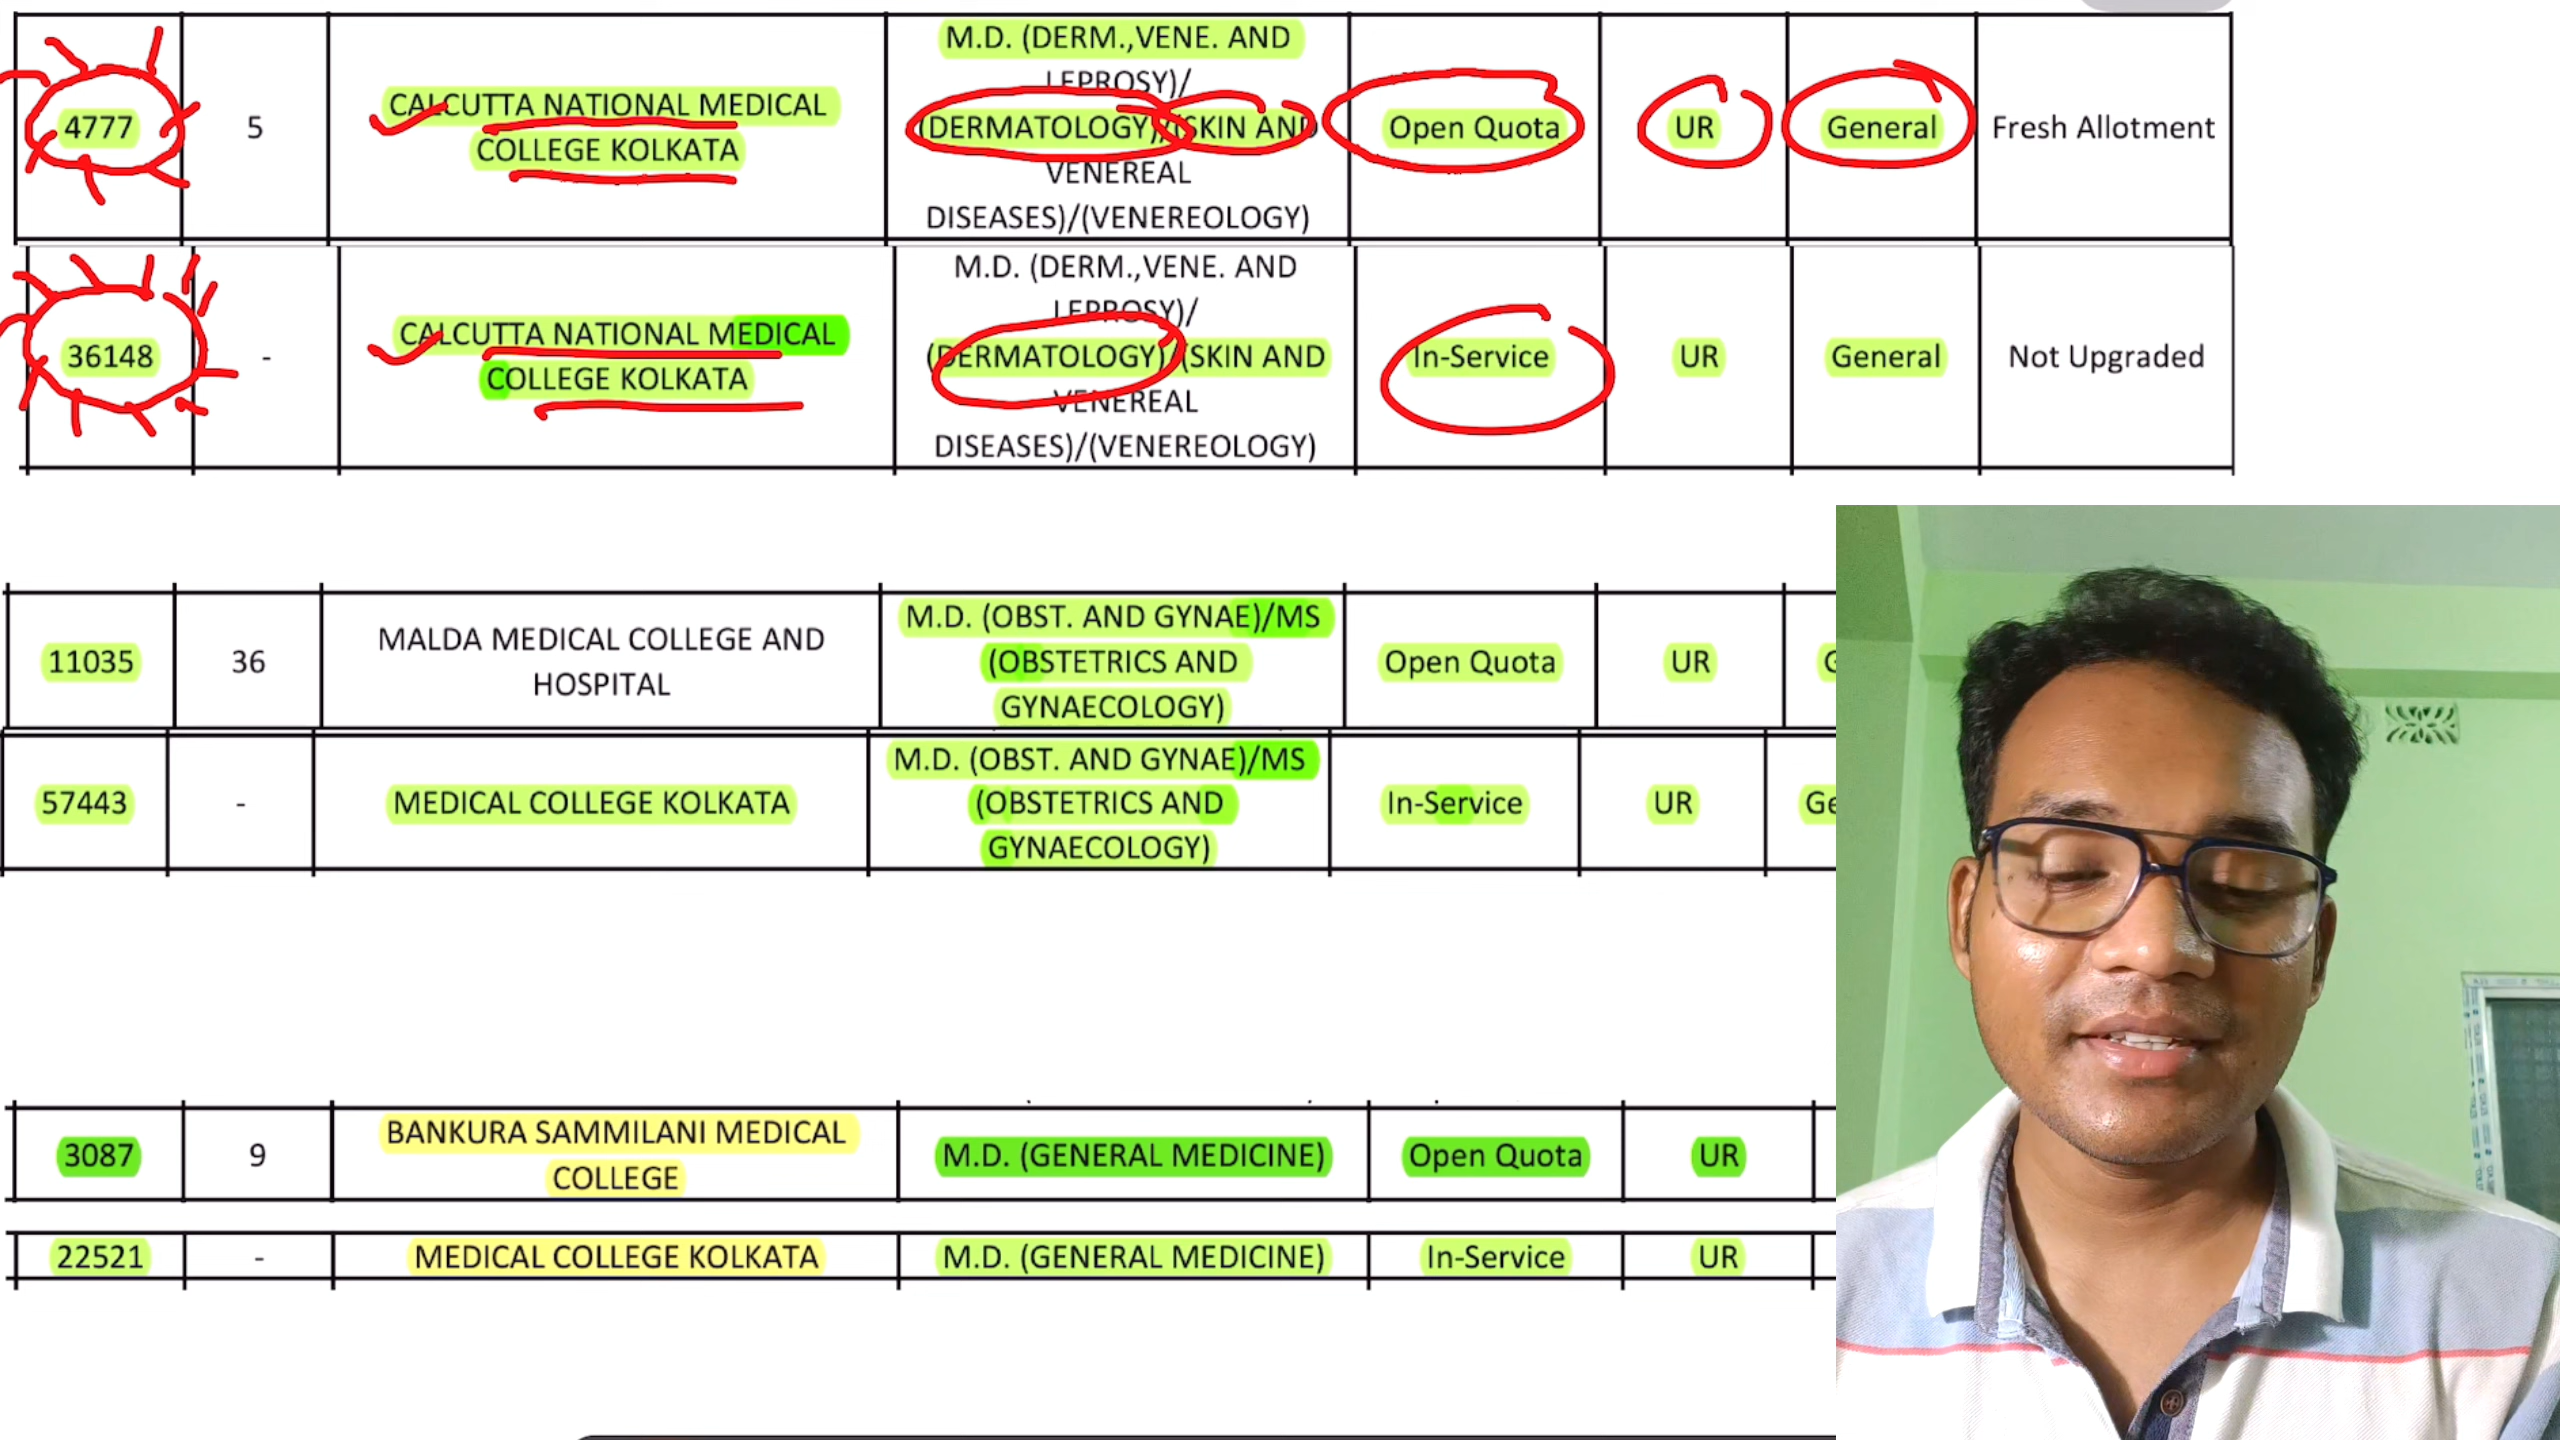 4777 5 CALCUTTA NATIONAL MEDICAL COLLEGE KOLKATA M.D. (DERM.,VENE. AND LEPROSY)/ (DERMATOLOGY)/(SKIN AND VENEREAL DISEASES)/(VENEREOLOGY) Open Quota UR General Fresh Allotment
36148 - CALCUTTA NATIONAL MEDICAL COLLEGE KOLKATA M.D. (DERM.,VENE. AND LEPROSY)/ (DERMATOLOGY)/(SKIN AND VENEREAL DISEASES)/(VENEREOLOGY) In-Service UR General Not Upgraded
11035 36 MALDA MEDICAL COLLEGE AND HOSPITAL M.D. (OBST. AND GYNAE)/MS (OBSTETRICS AND GYNAECOLOGY) Open Quota UR
57443 - MEDICAL COLLEGE KOLKATA M.D. (OBST. AND GYNAE)/MS (OBSTETRICS AND GYNAECOLOGY) In-Service UR
3087 9 BANKURA SAMMILANI MEDICAL COLLEGE M.D. (GENERAL MEDICINE) Open Quota UR
22521 - MEDICAL COLLEGE KOLKATA M.D. (GENERAL MEDICINE) In-Service UR